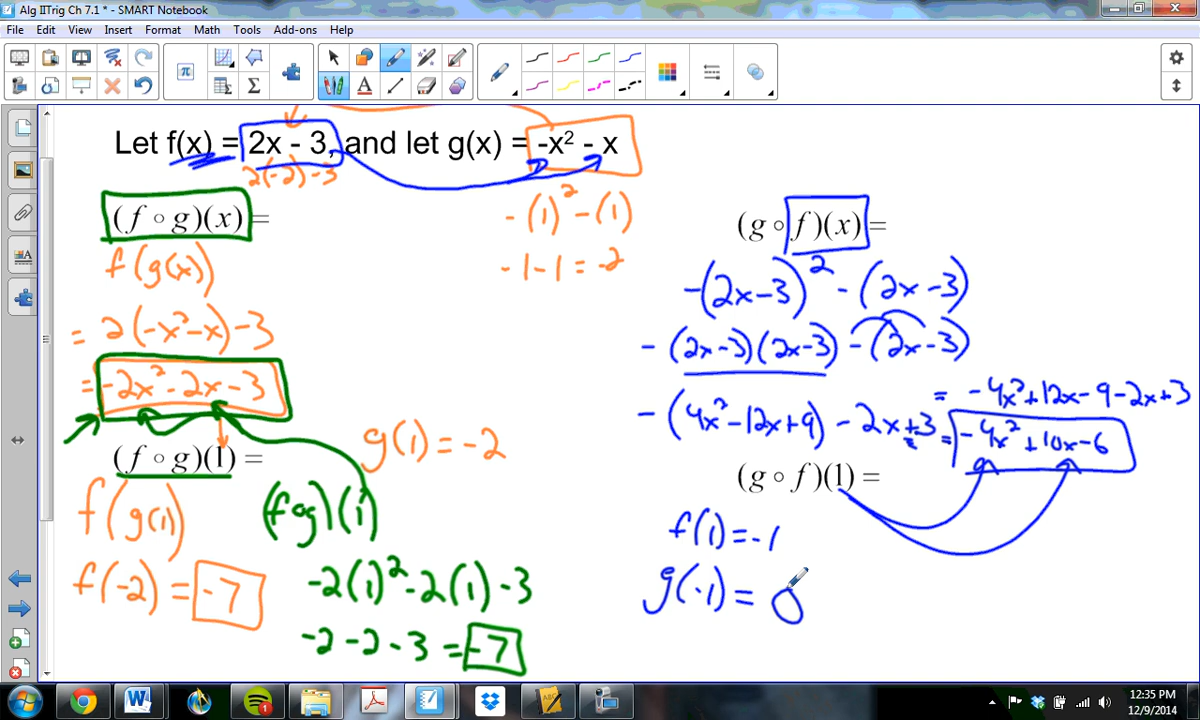 Alg IITrig Ch 7.1 * - SMART Notebook
File Edit View Insert Format Math Tools Add-ons Help
Let f(x) = 2x - 3, and let g(x) = -x² - x
2(-2)-3
-(1)²-(1)
-1-1=-2
(f ∘ g)(x)=
f(g(x))
= 2(-x²-x)-3
= -2x²-2x-3
(f ∘ g)(1) =
g(1) = -2
f(g(1))
f(-2) = -7
(f∘g)(1)
-2(1)²-2(1)-3
-2-2-3 = -7
(g ∘ f)(x)=
-(2x-3)²-(2x-3)
-(2x-3)(2x-3)-(2x-3)
-(4x²-12x+9)-2x+3
= -4x²+12x-9-2x+3
= -4x²+10x-6
(g ∘ f)(1) =
f(1)=-1
g(-1)= 0
12:35 PM
12/9/2014